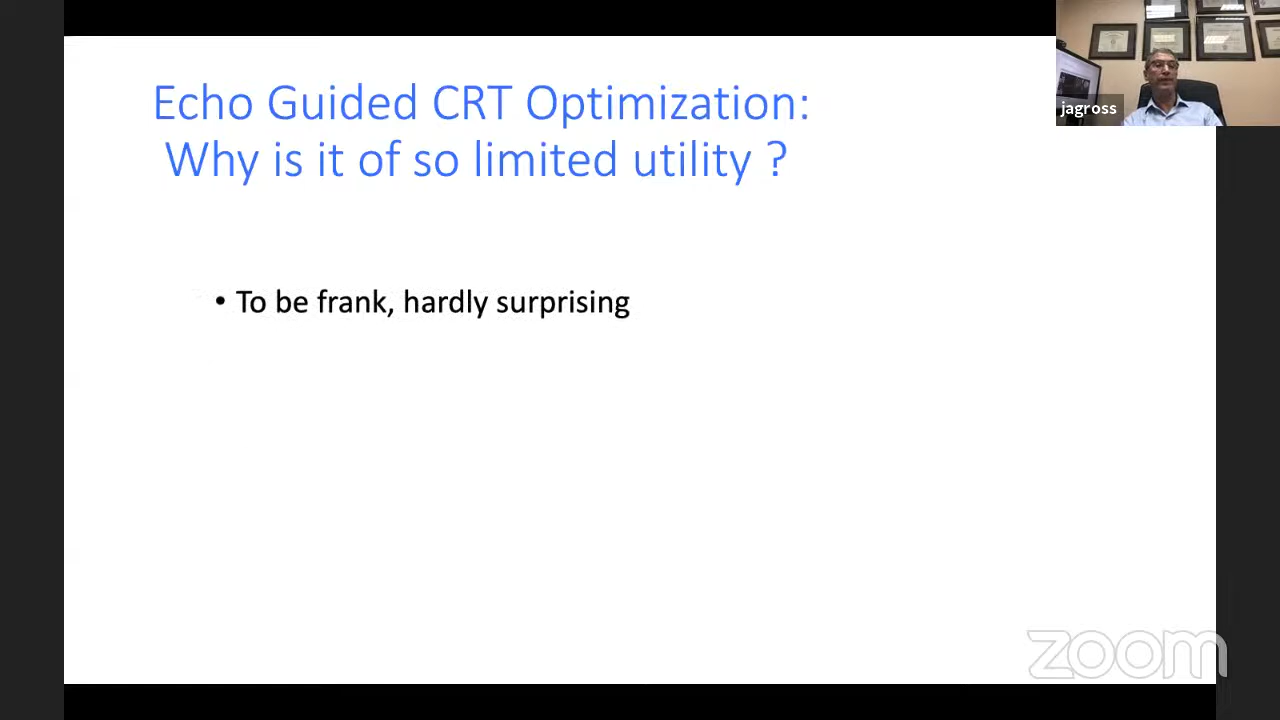 Echo Guided CRT Optimization:
Why is it of so limited utility ?
• To be frank, hardly surprising
jagross
zoom